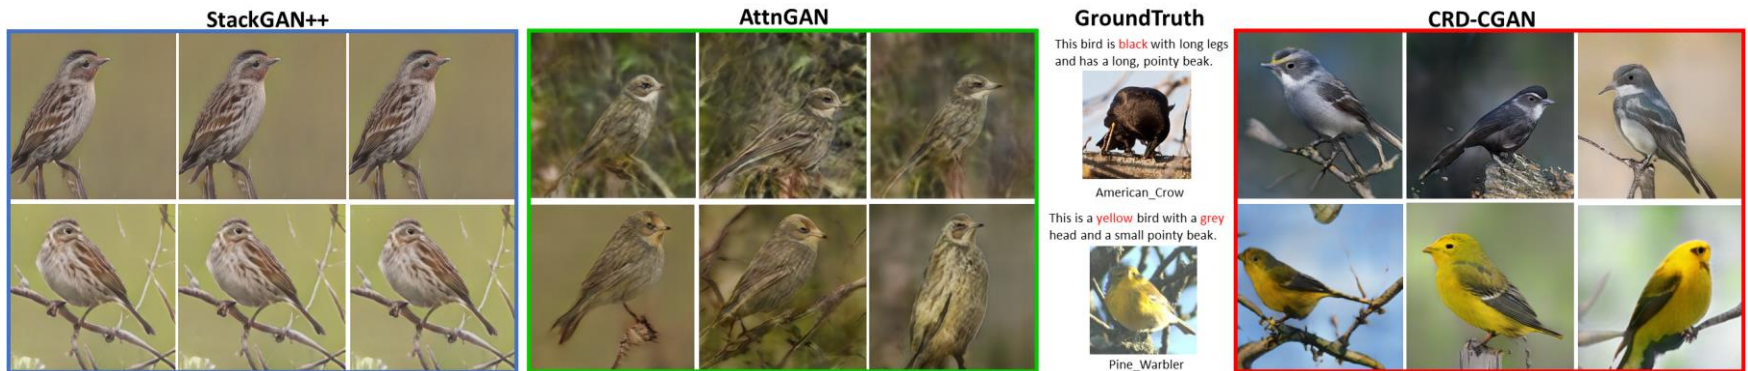 StackGAN++
AttnGAN
GroundTruth
CRD-CGAN
This bird is black with long legs
and has a long, pointy beak.
American_Crow
This is a yellow bird with a grey
head and a small pointy beak.
Pine_Warbler